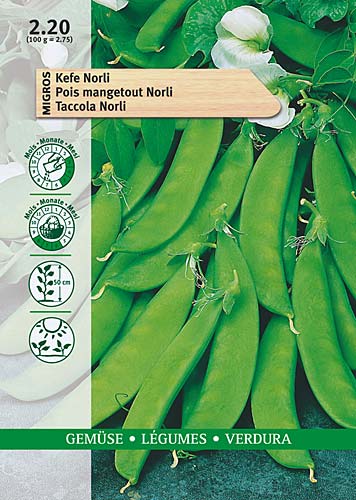 2.20
(100 g = 2.75)
MIGROS
Kefe Norli
Pois mangetout Norli
Taccola Norli
Mois • Monate • Mesi
Mois • Monate • Mesi
50 cm
GEMÜSE • LÉGUMES • VERDURA